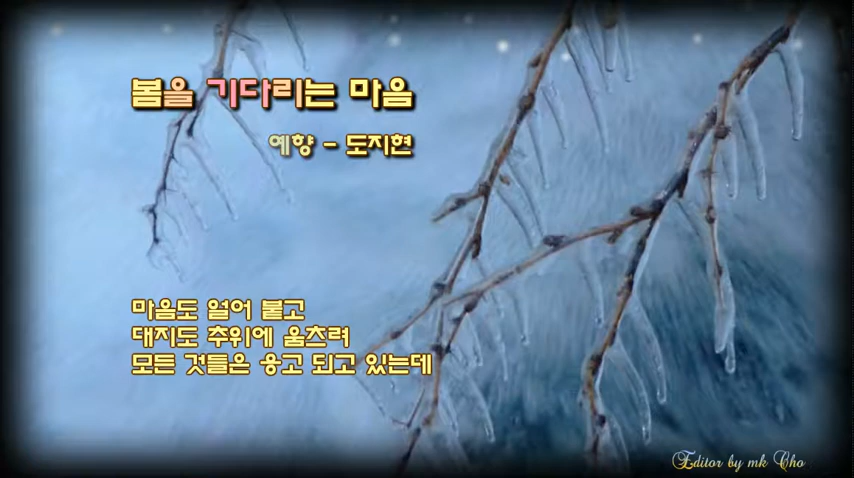 봄을 기다리는 마음
예향 - 도지현
마음도 얼어 붙고
대지도 추위에 움츠려
모든 것들은 응고 되고 있는데
Editor by mk Cho